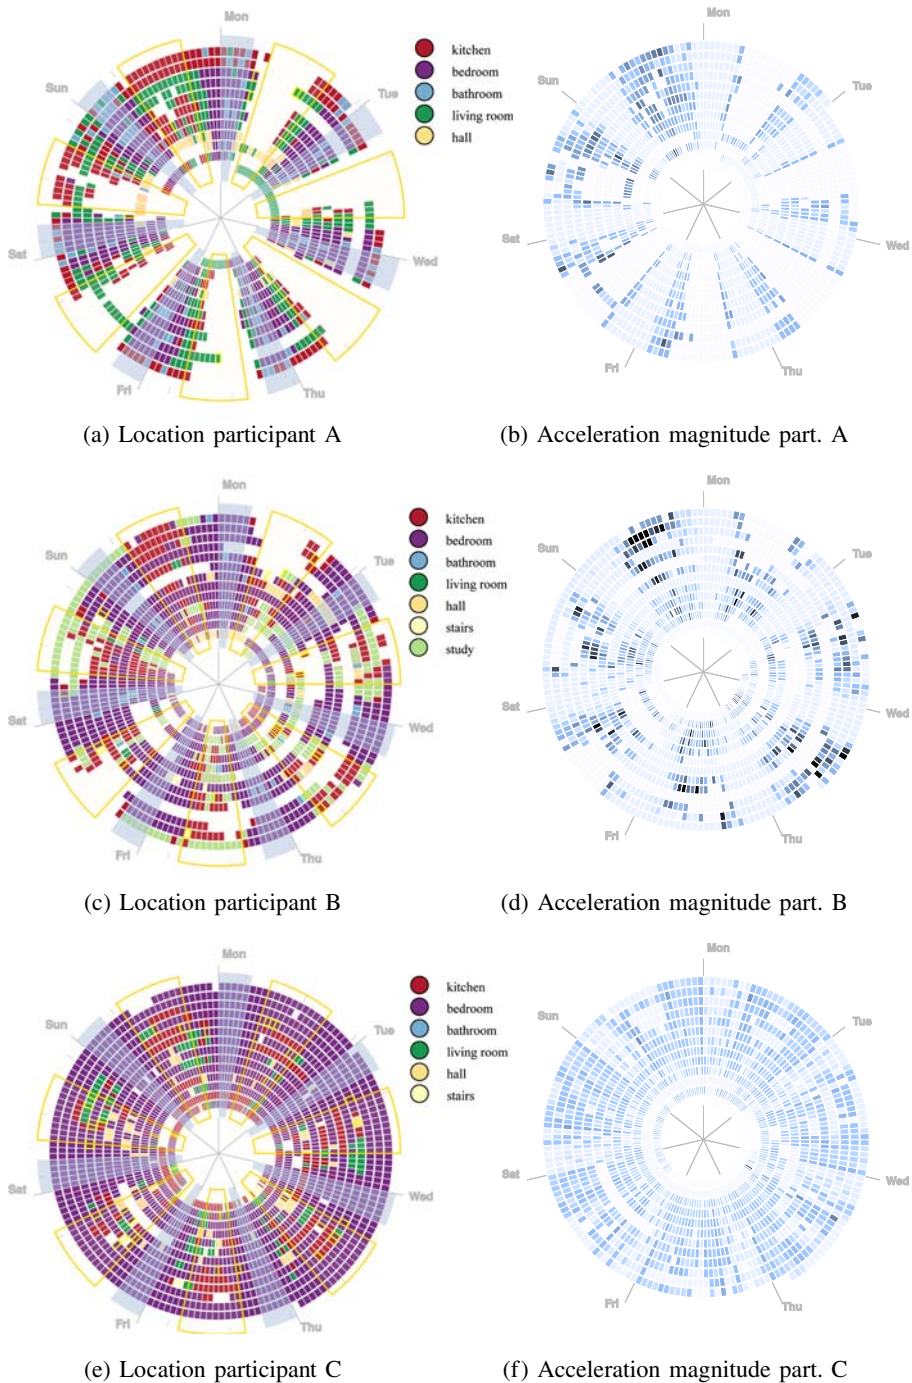 Mon
Tue
Wed
Thu
Fri
Sat
Sun
kitchen
bedroom
bathroom
living room
hall
Mon
Tue
Wed
Thu
Fri
Sat
Sun
(a) Location participant A
(b) Acceleration magnitude part. A
Mon
Tue
Wed
Thu
Fri
Sat
Sun
kitchen
bedroom
bathroom
living room
hall
stairs
study
Mon
Tue
Wed
Thu
Fri
Sat
Sun
(c) Location participant B
(d) Acceleration magnitude part. B
Mon
Tue
Wed
Thu
Fri
Sat
Sun
kitchen
bedroom
bathroom
living room
hall
stairs
Mon
Tue
Wed
Thu
Fri
Sat
Sun
(e) Location participant C
(f) Acceleration magnitude part. C